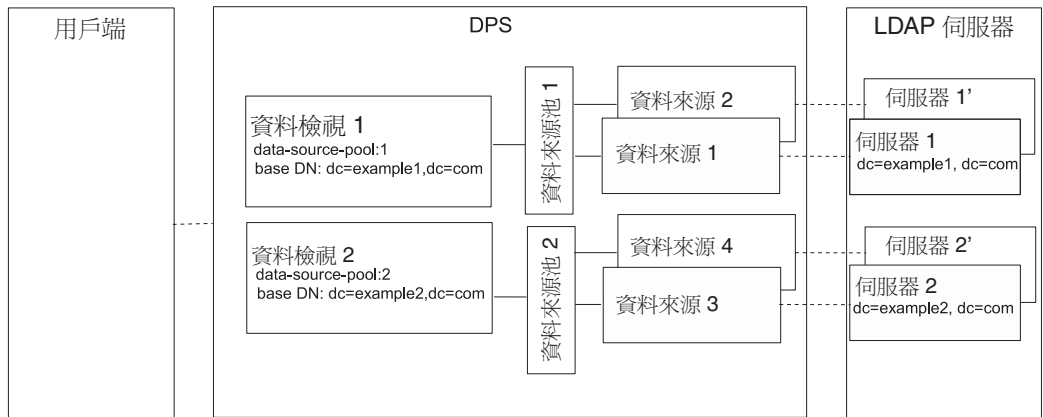 用戶端
DPS
LDAP 伺服器
資料檢視 1
data-source-pool:1
base DN: dc=example1,dc=com
資料來源池 1
資料來源 2
資料來源 1
伺服器 1’
伺服器 1
dc=example1, dc=com
資料檢視 2
data-source-pool:2
base DN: dc=example2,dc=com
資料來源池 2
資料來源 4
資料來源 3
伺服器 2’
伺服器 2
dc=example2, dc=com